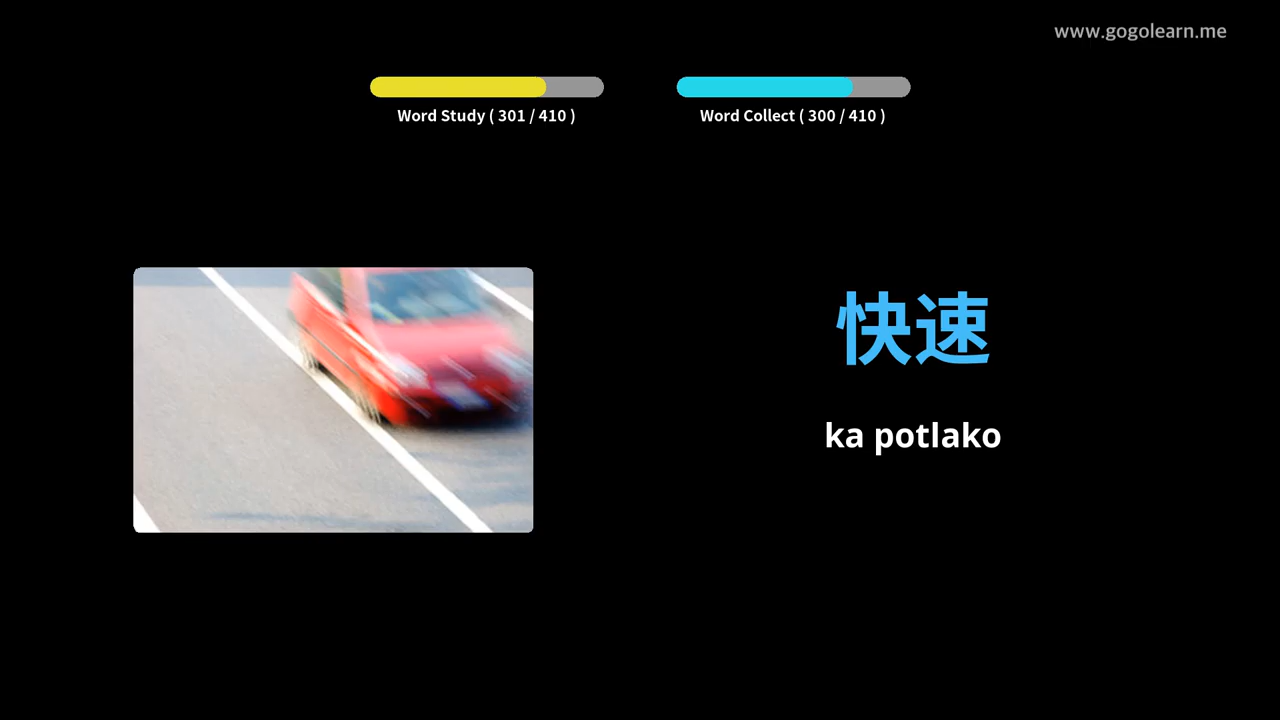 www.gogolearn.me
Word Study ( 301 / 410 )
Word Collect ( 300 / 410 )
快速
ka potlako